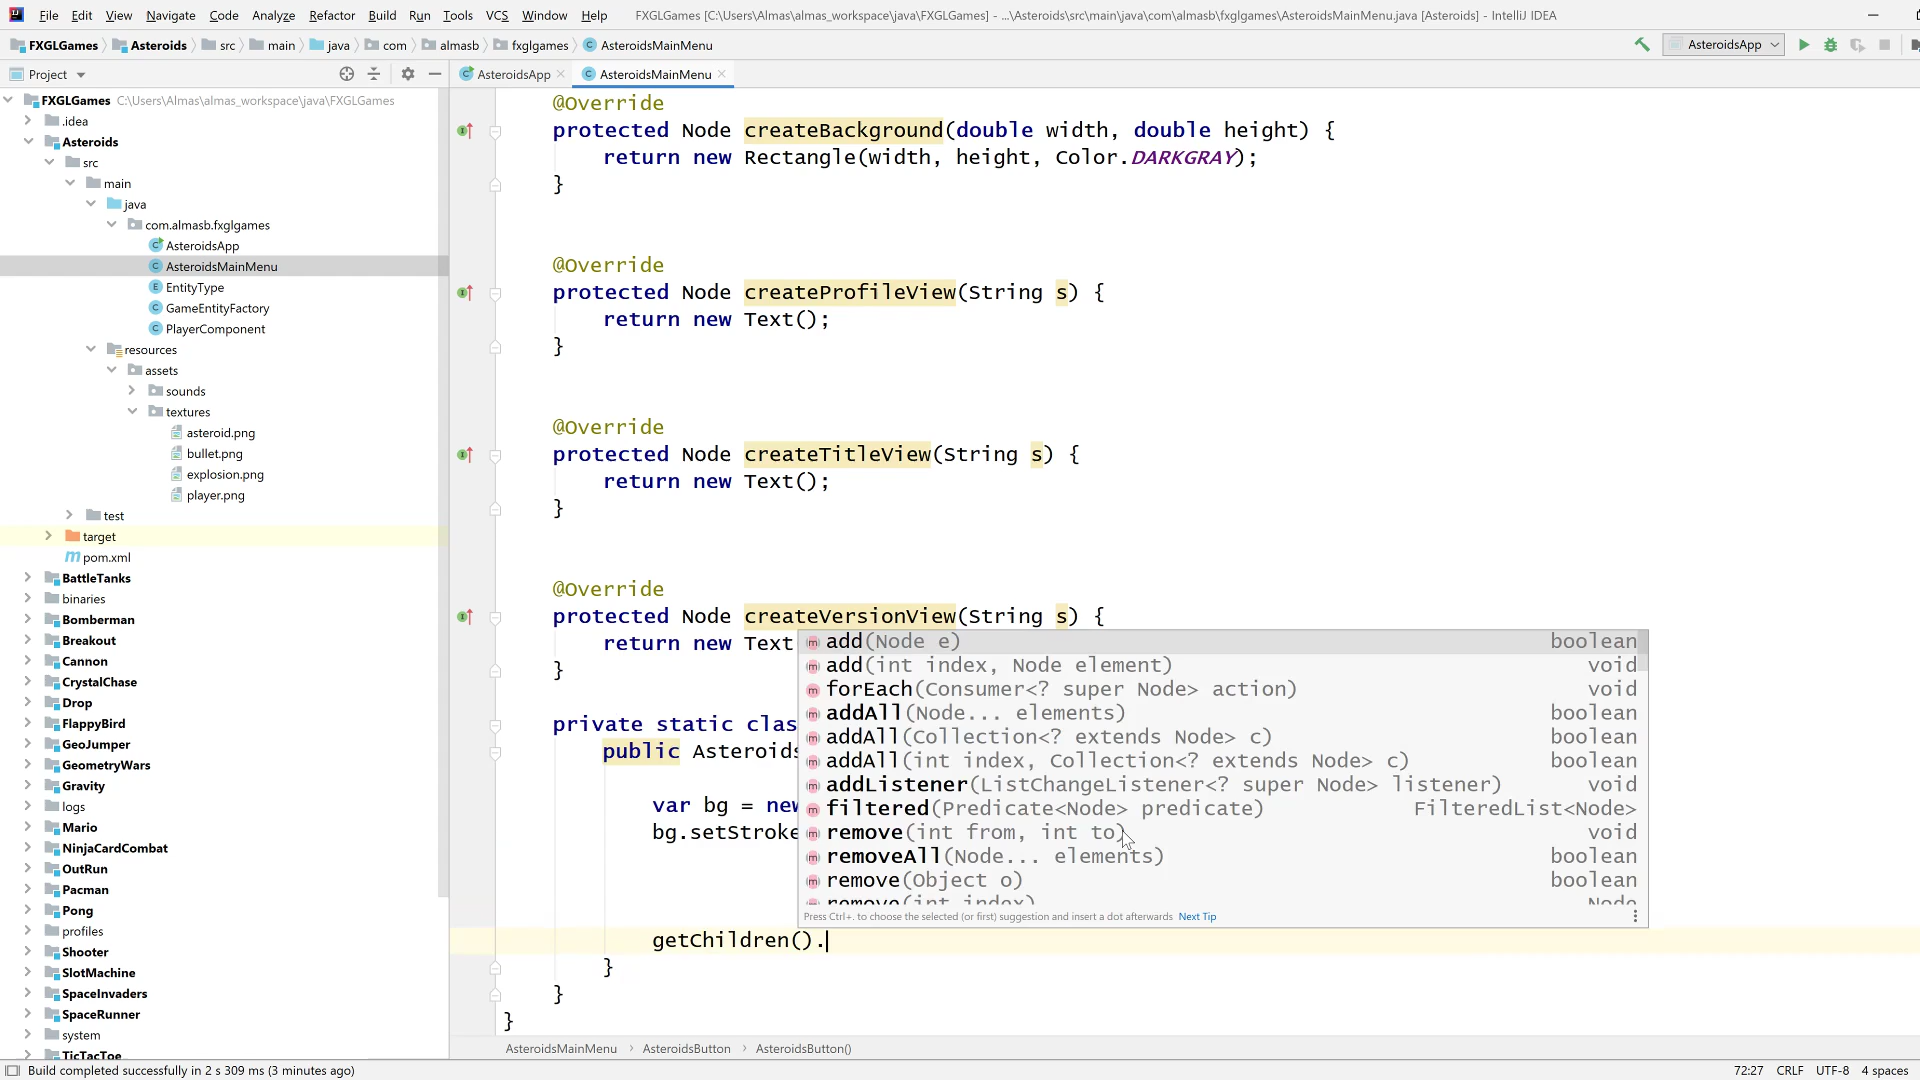 File Edit View Navigate Code Analyze Refactor Build Run Tools VCS Window Help FXGLGames [C:\Users\Almas\almas_workspace\java\FXGLGames] - ...\Asteroids\src\main\java\com\almasb\fxglgames\AsteroidsMainMenu.java [Asteroids] - IntelliJ IDEA
FXGLGames Asteroids src main java com almasb fxglgames AsteroidsMainMenu AsteroidsApp
Project AsteroidsApp AsteroidsMainMenu
FXGLGames C:\Users\Almas\almas_workspace\java\FXGLGames
.idea
Asteroids
src
main
java
com.almasb.fxglgames
AsteroidsApp
AsteroidsMainMenu
EntityType
GameEntityFactory
PlayerComponent
resources
assets
sounds
textures
asteroid.png
bullet.png
explosion.png
player.png
test
target
pom.xml
BattleTanks
binaries
Bomberman
Breakout
Cannon
CrystalChase
Drop
FlappyBird
GeoJumper
GeometryWars
Gravity
logs
Mario
NinjaCardCombat
OutRun
Pacman
Pong
profiles
Shooter
SlotMachine
SpaceInvaders
SpaceRunner
system
TicTacToe
@Override
protected Node createBackground(double width, double height) {
return new Rectangle(width, height, Color.DARKGRAY);
}
@Override
protected Node createProfileView(String s) {
return new Text();
}
@Override
protected Node createTitleView(String s) {
return new Text();
}
@Override
protected Node createVersionView(String s) {
return new Text
}
private static clas
public Asteroids
var bg = new
bg.setStroke
getChildren().
}
}
}
add(Node e) boolean
add(int index, Node element) void
forEach(Consumer<? super Node> action) void
addAll(Node... elements) boolean
addAll(Collection<? extends Node> c) boolean
addAll(int index, Collection<? extends Node> c) boolean
addListener(ListChangeListener<? super Node> listener) void
filtered(Predicate<Node> predicate) FilteredList<Node>
remove(int from, int to) void
removeAll(Node... elements) boolean
remove(Object o) boolean
remove(int index) Node
Press Ctrl+. to choose the selected (or first) suggestion and insert a dot afterwards Next Tip
AsteroidsMainMenu AsteroidsButton AsteroidsButton()
Build completed successfully in 2 s 309 ms (3 minutes ago) 72:27 CRLF UTF-8 4 spaces